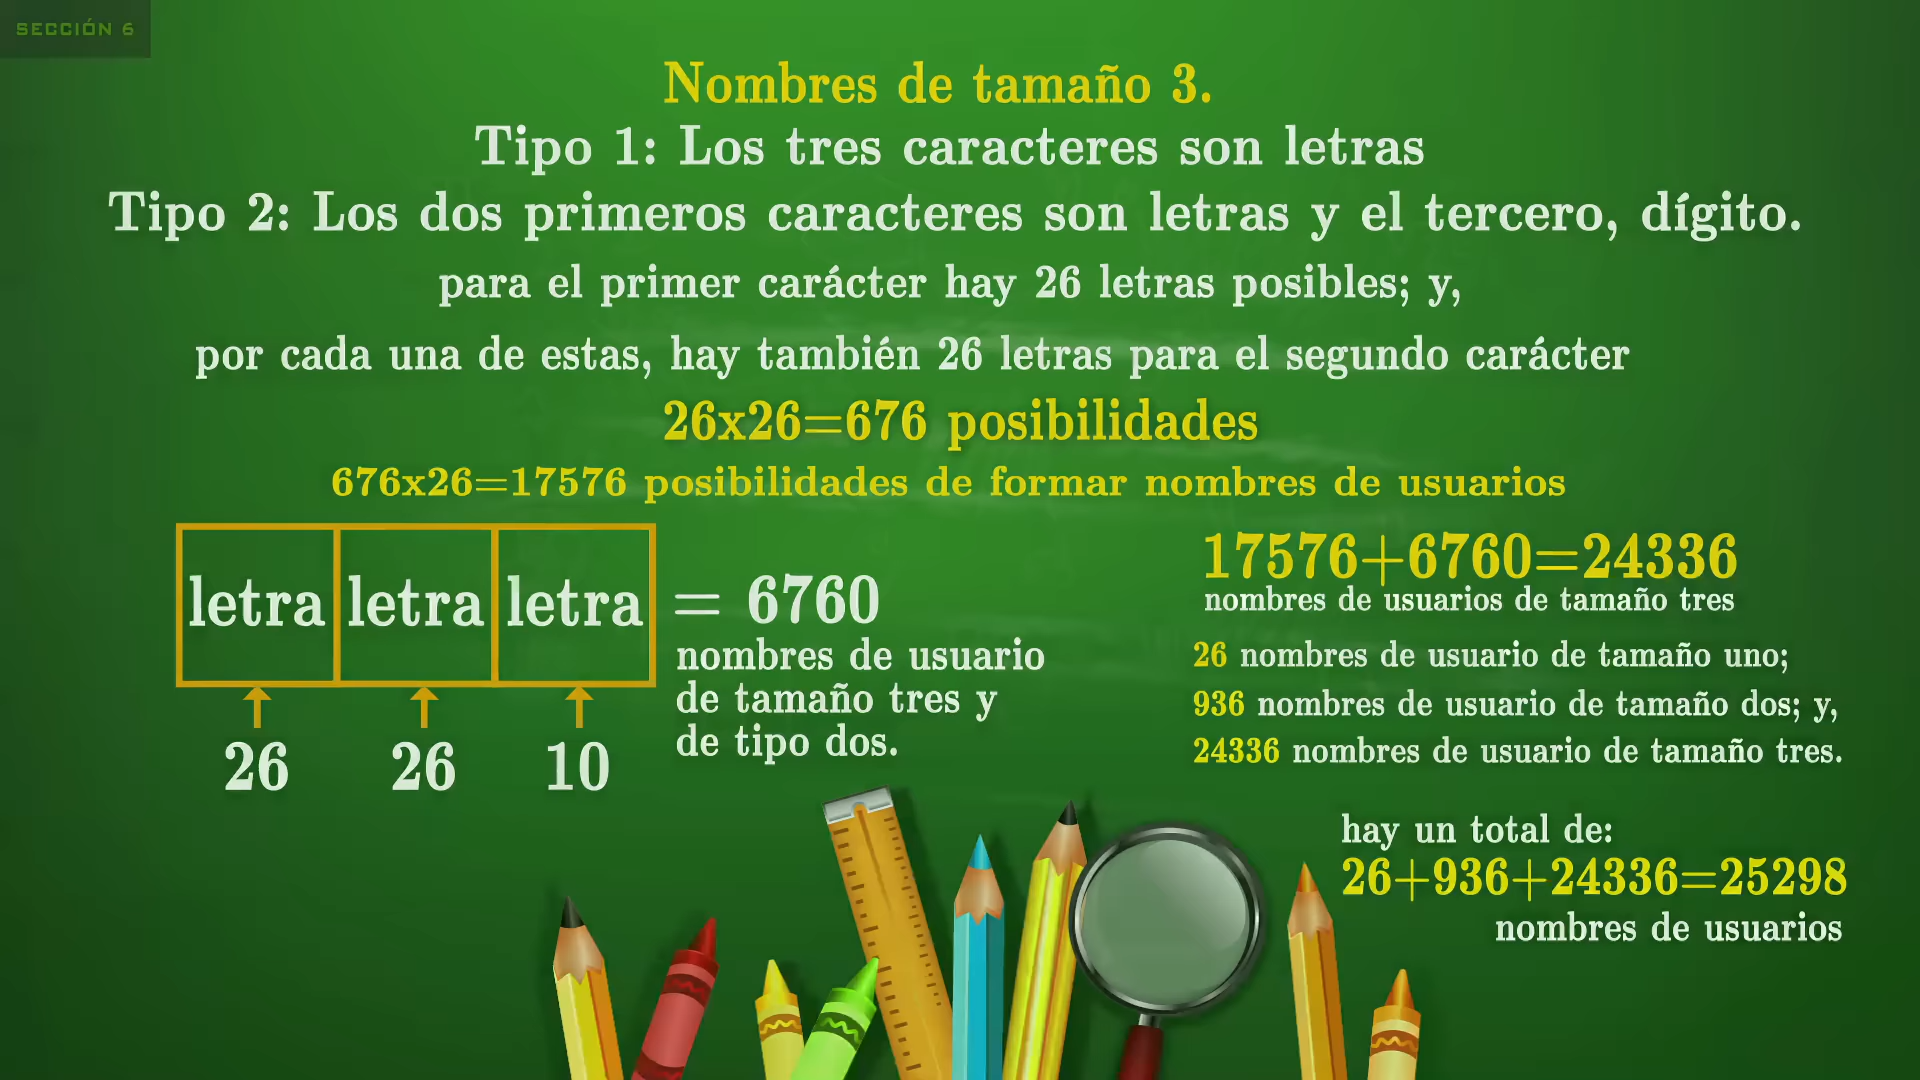 SECCIÓN 6
Nombres de tamaño 3.
Tipo 1: Los tres caracteres son letras
Tipo 2: Los dos primeros caracteres son letras y el tercero, dígito.
para el primer carácter hay 26 letras posibles; y,
por cada una de estas, hay también 26 letras para el segundo carácter
26x26=676 posibilidades
676x26=17576 posibilidades de formar nombres de usuarios
letra letra letra = 6760
nombres de usuario
de tamaño tres y
de tipo dos.
26 26 10
17576+6760=24336
nombres de usuarios de tamaño tres
26 nombres de usuario de tamaño uno;
936 nombres de usuario de tamaño dos; y,
24336 nombres de usuario de tamaño tres.
hay un total de:
26+936+24336=25298
nombres de usuarios